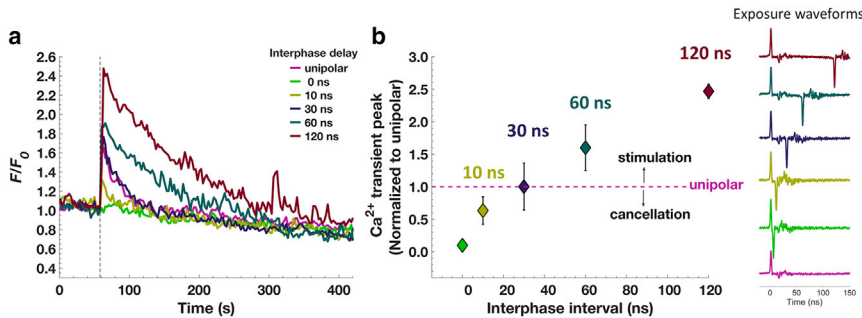 Exposure waveforms
a
Interphase delay
unipolar
0 ns
10 ns
30 ns
60 ns
120 ns
F/F0
2.6
2.4
2.2
2.0
1.8
1.6
1.4
1.2
1.0
0.8
0.6
0.4
0
100
200
300
400
Time (s)
b
Ca2+ transient peak
(Normalized to unipolar)
3.0
2.5
2.0
1.5
1.0
0.5
0.0
10 ns
30 ns
60 ns
120 ns
stimulation
unipolar
cancellation
0
20
40
60
80
100
120
Interphase interval (ns)
0
50
100
150
Time (ns)